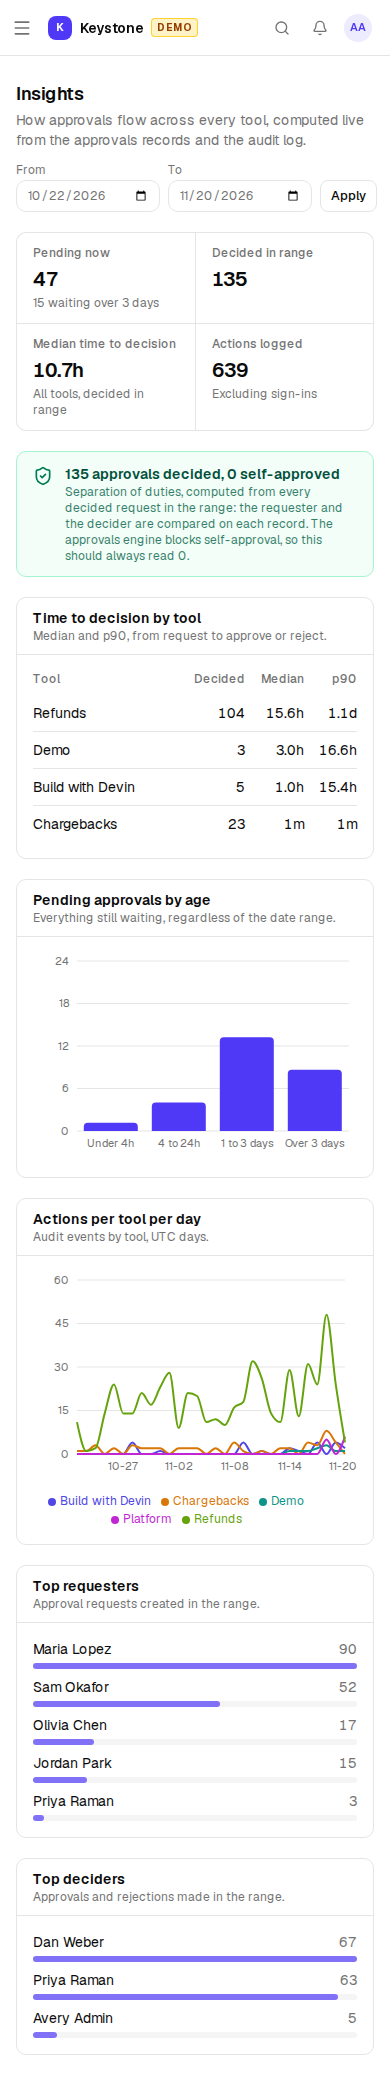 K Keystone DEMO AA
Insights
How approvals flow across every tool, computed live
from the approvals records and the audit log.
From To
10/22/2026 11/20/2026 Apply
Pending now Decided in range
47 135
15 waiting over 3 days
Median time to decision Actions logged
10.7h 639
All tools, decided in Excluding sign-ins
range
135 approvals decided, 0 self-approved
Separation of duties, computed from every
decided request in the range: the requester and
the decider are compared on each record. The
approvals engine blocks self-approval, so this
should always read 0.
Time to decision by tool
Median and p90, from request to approve or reject.
Tool Decided Median p90
Refunds 104 15.6h 1.1d
Demo 3 3.0h 16.6h
Build with Devin 5 1.0h 15.4h
Chargebacks 23 1m 1m
Pending approvals by age
Everything still waiting, regardless of the date range.
24
18
12
6
0
Under 4h 4 to 24h 1 to 3 days Over 3 days
Actions per tool per day
Audit events by tool, UTC days.
60
45
30
15
0
10-27 11-02 11-08 11-14 11-20
Build with Devin Chargebacks Demo
Platform Refunds
Top requesters
Approval requests created in the range.
Maria Lopez 90
Sam Okafor 52
Olivia Chen 17
Jordan Park 15
Priya Raman 3
Top deciders
Approvals and rejections made in the range.
Dan Weber 67
Priya Raman 63
Avery Admin 5